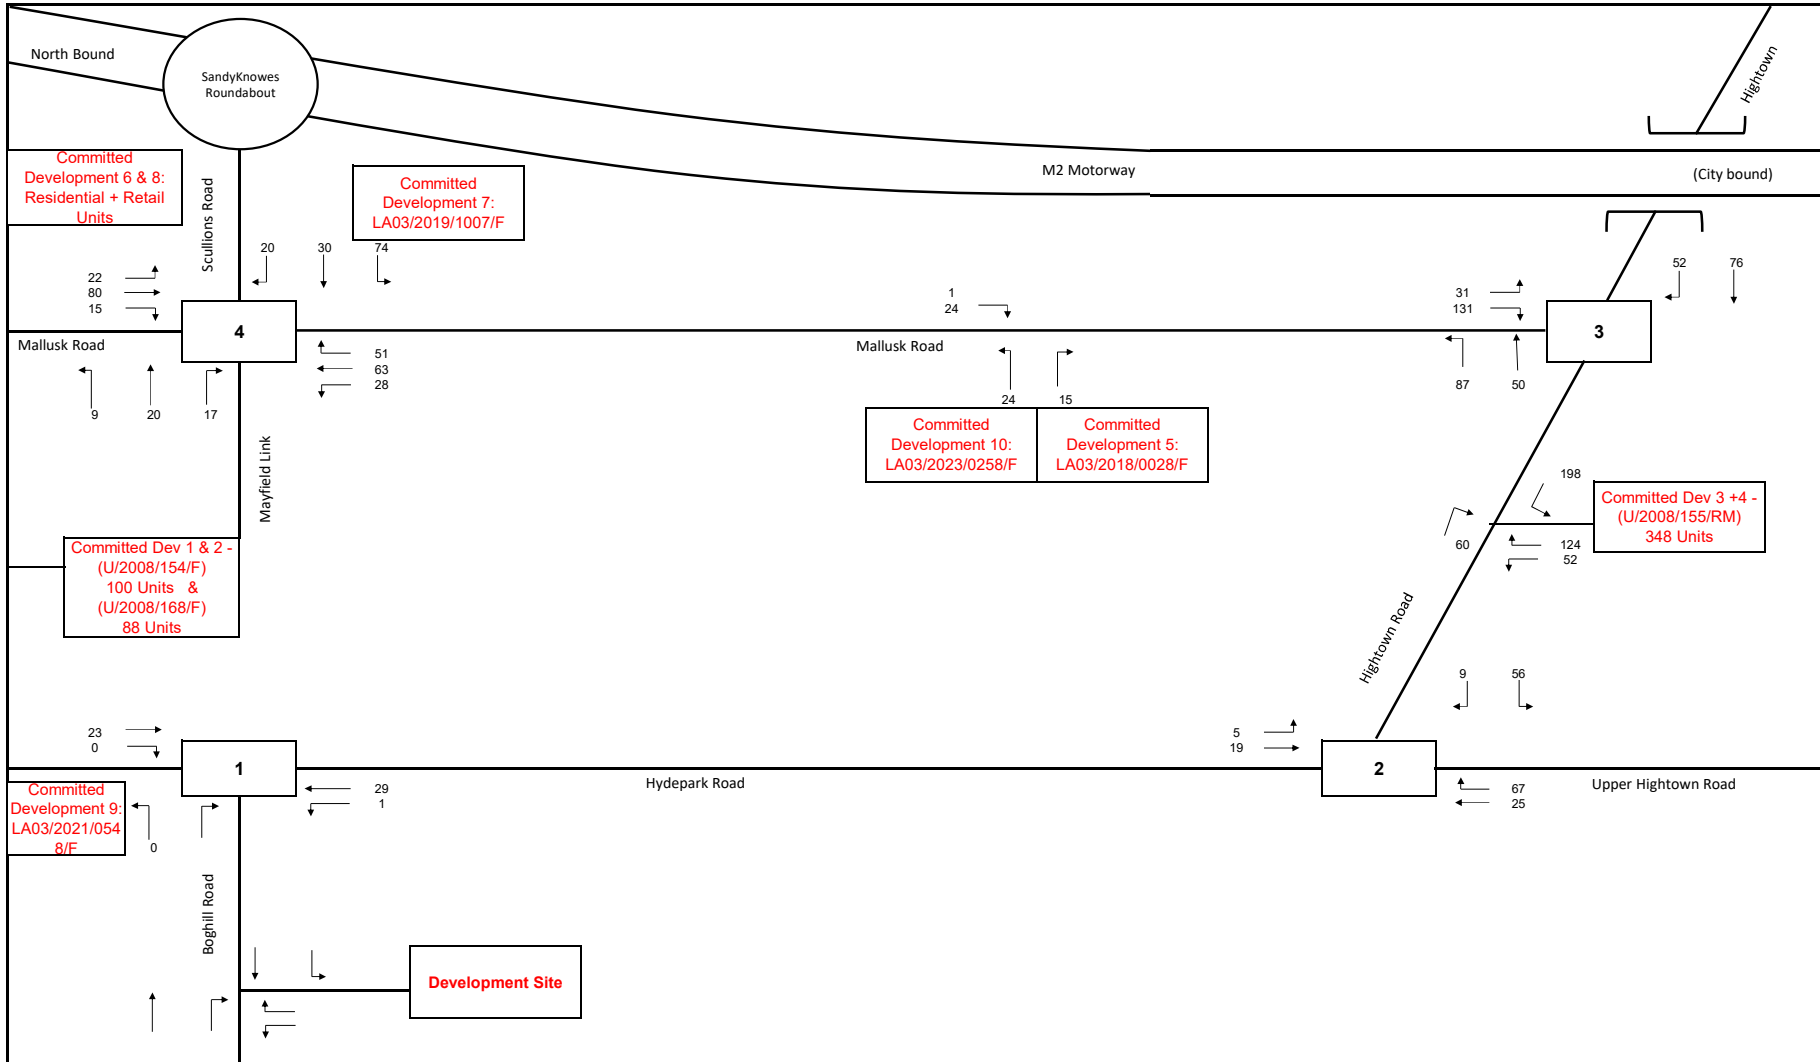 North Bound
SandyKnowes
Roundabout
Hightown
M2 Motorway
(City bound)
Committed
Development 6 & 8:
Residential + Retail
Units
Scullions Road
Committed
Development 7:
LA03/2019/1007/F
20 30 74
22
80
15
4
51
63
28
Mallusk Road
9 20 17
1
24
Mallusk Road
24 15
Committed
Development 10:
LA03/2023/0258/F
Committed
Development 5:
LA03/2018/0028/F
31
131
52 76
3
87 50
Mayfield Link
198
60
124
52
Committed Dev 3 +4 -
(U/2008/155/RM)
348 Units
Committed Dev 1 & 2 -
(U/2008/154/F)
100 Units &
(U/2008/168/F)
88 Units
Hightown Road
9 56
23
0
1
29
1
Hydepark Road
5
19
2
67
25
Upper Hightown Road
Committed
Development 9:
LA03/2021/054
8/F
0
Boghill Road
Development Site